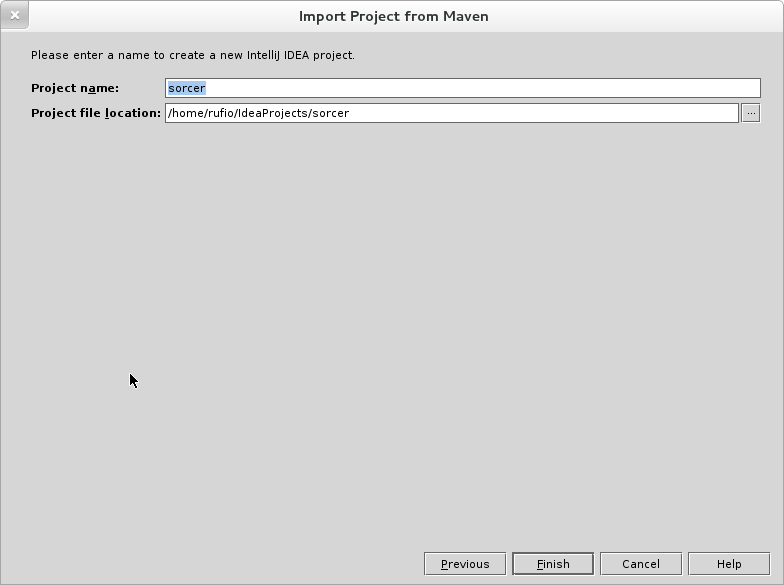 Import Project from Maven
Please enter a name to create a new IntelliJ IDEA project.
Project name: sorcer
Project file location: /home/rufio/IdeaProjects/sorcer ...
Previous Finish Cancel Help